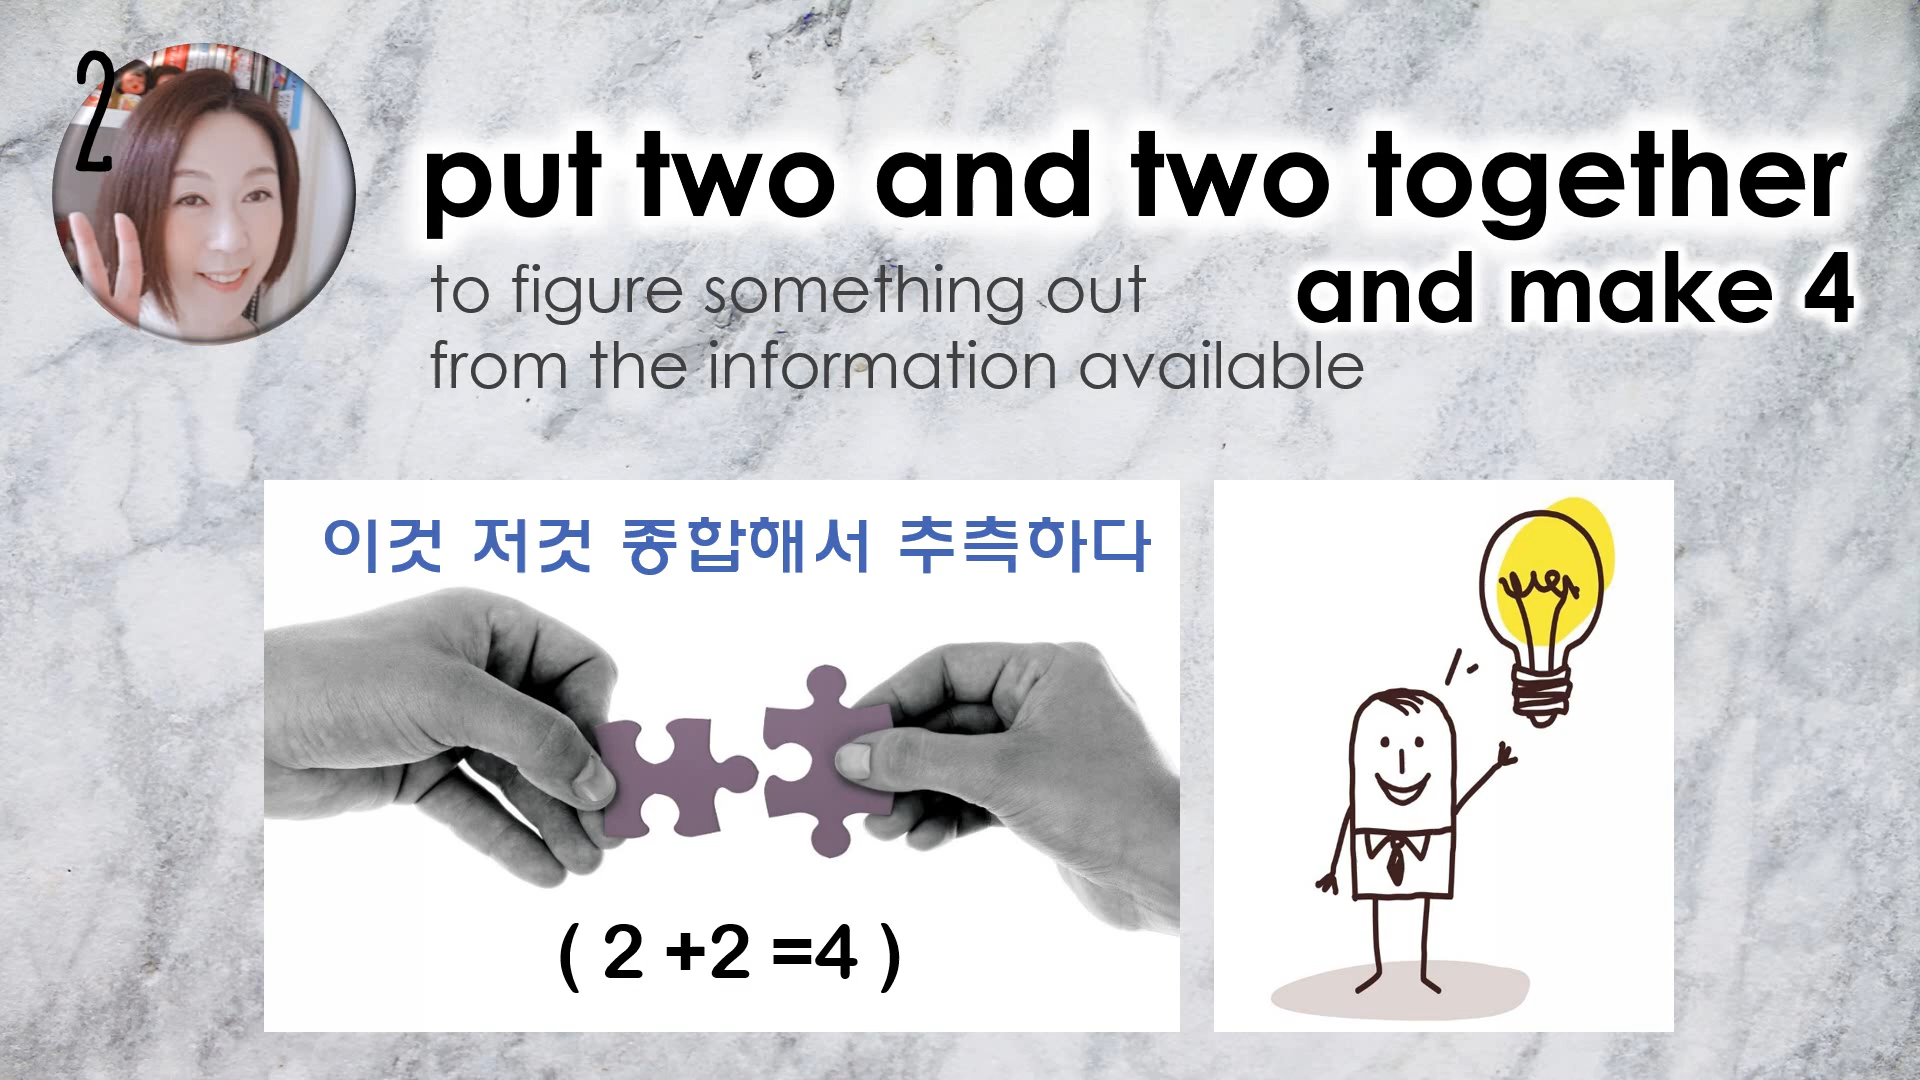 2
put two and two together
and make 4
to figure something out
from the information available
이것 저것 종합해서 추측하다
( 2 +2 =4 )